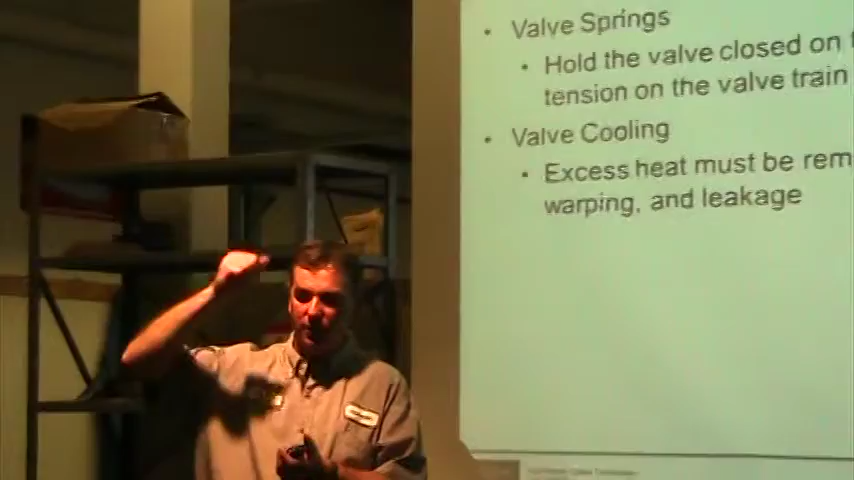 • Valve Springs
• Hold the valve closed on
tension on the valve train
• Valve Cooling
• Excess heat must be rem
warping, and leakage